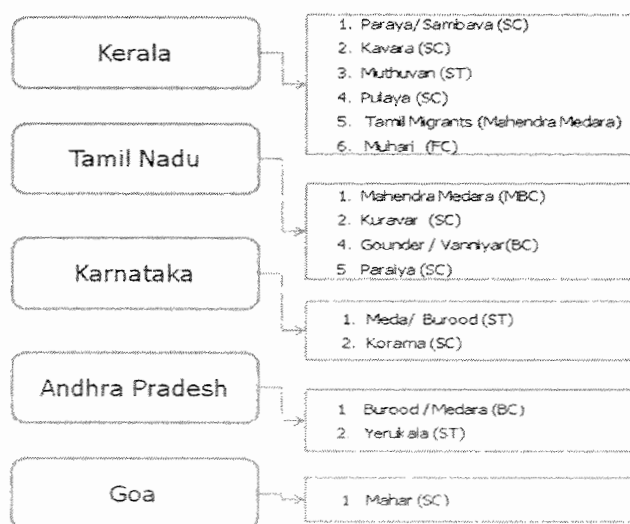 Kerala
1. Paraya/ Sambava (SC)
2. Kavara (SC)
3. Muthuvan (ST)
4. Pulaya (SC)
5. Tamil Migrants (Mahendra Medara)
6. Muhari (FC)
Tamil Nadu
1. Mahendra Medara (MBC)
2. Kuravar (SC)
4. Gounder / Vanniyar(BC)
5 Paraiya (SC)
Karnataka
1. Meda/ Burood (ST)
2. Korama (SC)
Andhra Pradesh
1 Burood / Medara (BC)
2. Yerukala (ST)
Goa
1 Mahar (SC)